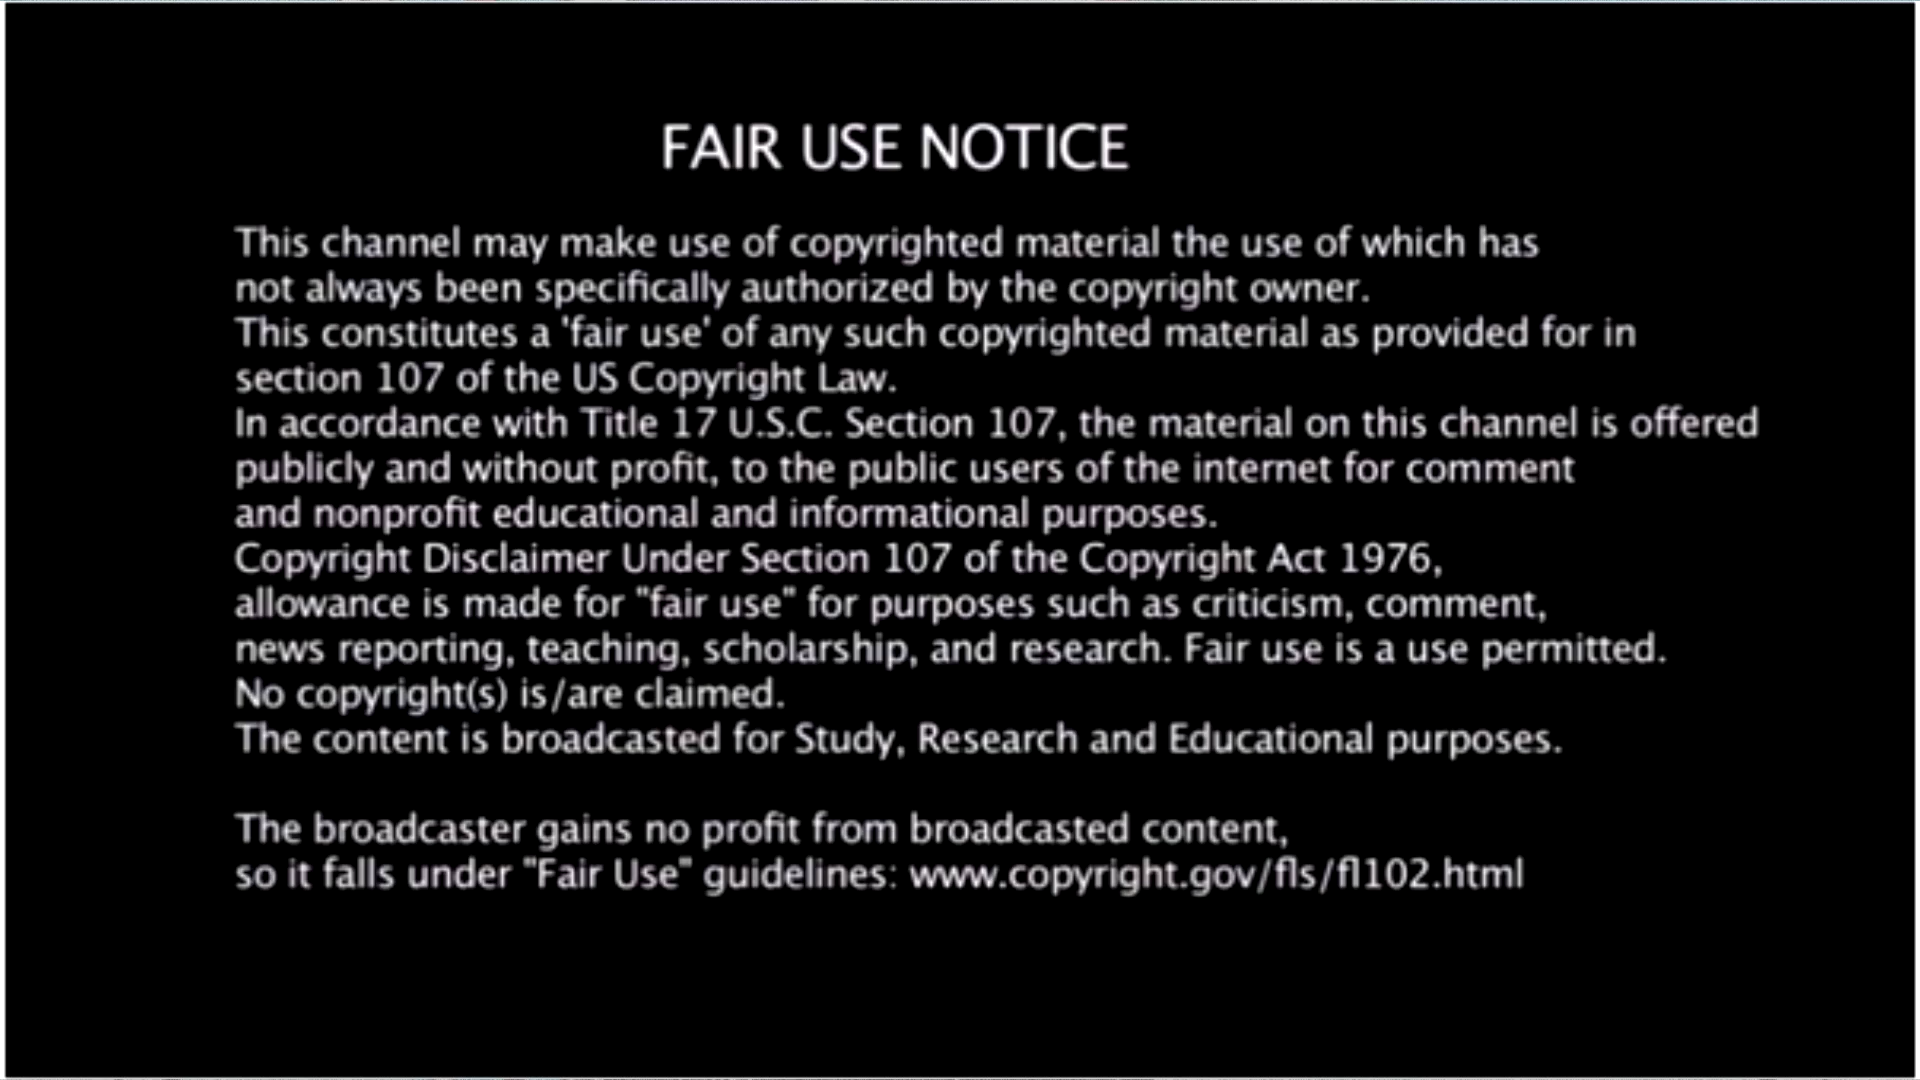 FAIR USE NOTICE
This channel may make use of copyrighted material the use of which has
not always been specifically authorized by the copyright owner.
This constitutes a 'fair use' of any such copyrighted material as provided for in
section 107 of the US Copyright Law.
In accordance with Title 17 U.S.C. Section 107, the material on this channel is offered
publicly and without profit, to the public users of the internet for comment
and nonprofit educational and informational purposes.
Copyright Disclaimer Under Section 107 of the Copyright Act 1976,
allowance is made for "fair use" for purposes such as criticism, comment,
news reporting, teaching, scholarship, and research. Fair use is a use permitted.
No copyright(s) is/are claimed.
The content is broadcasted for Study, Research and Educational purposes.
The broadcaster gains no profit from broadcasted content,
so it falls under "Fair Use" guidelines: www.copyright.gov/fls/fl102.html